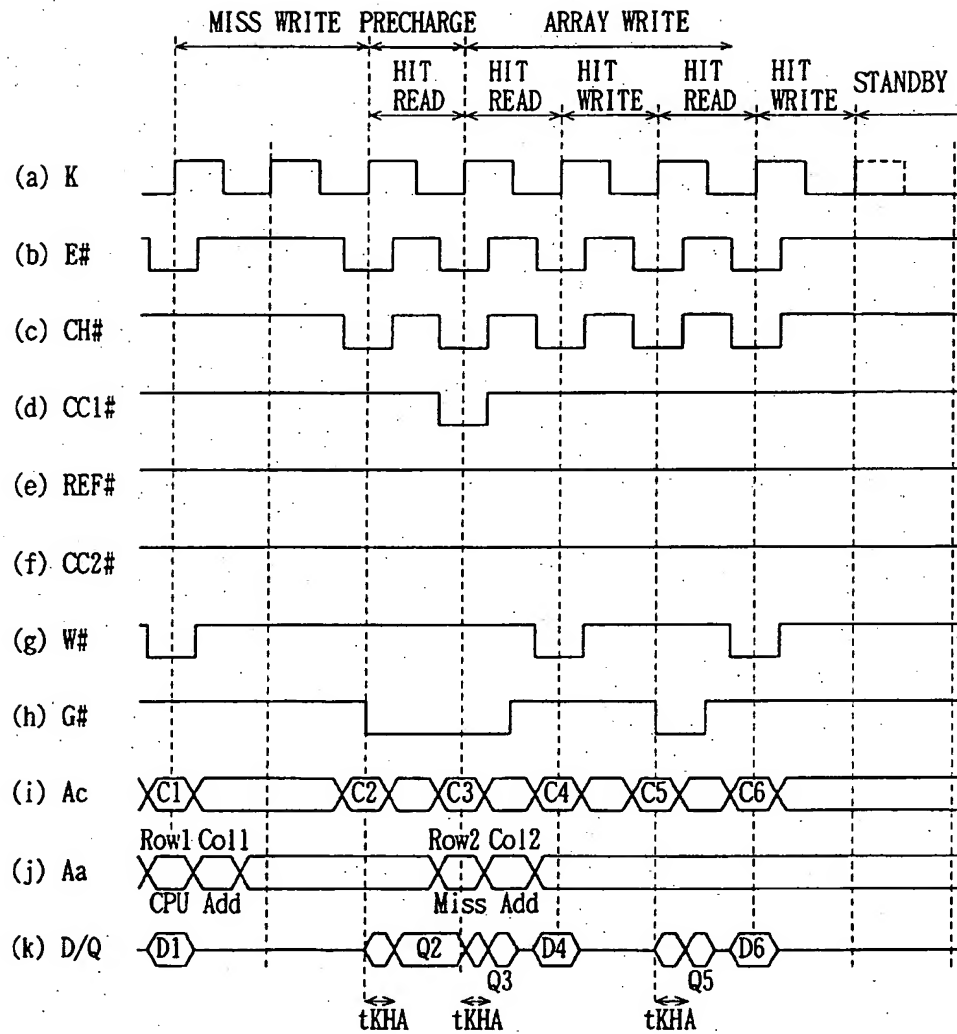 MISS WRITE PRECHARGE ARRAY WRITE
HIT READ HIT READ HIT WRITE HIT READ HIT WRITE STANDBY
(a) K
(b) E#
(c) CH#
(d) CC1#
(e) REF#
(f) CC2#
(g) W#
(h) G#
(i) Ac C1 C2 C3 C4 C5 C6
Row1 Col1 Row2 Col2
(j) Aa
CPU Add Miss Add
(k) D/Q D1 Q2 D4 D6
Q3 Q5
tKHA tKHA tKHA